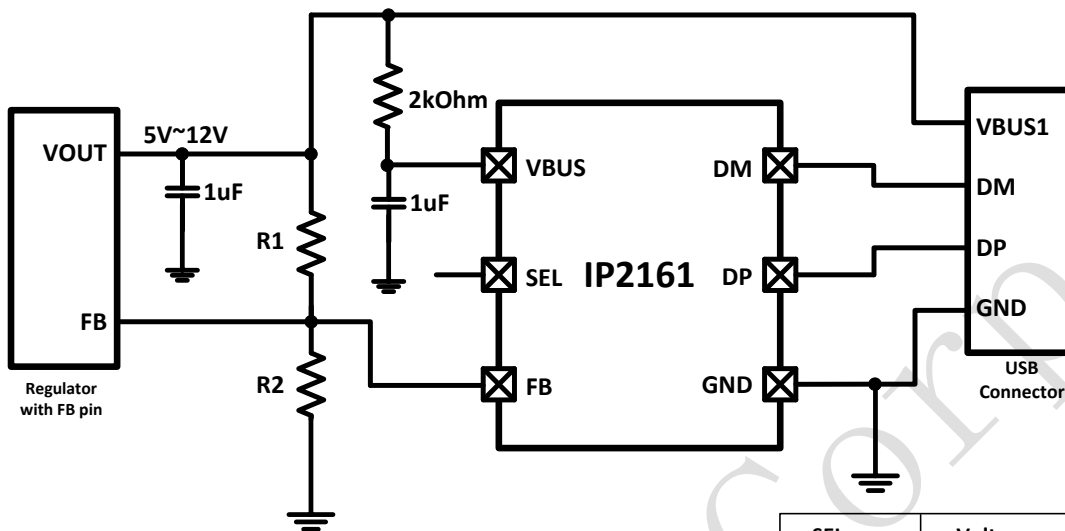 VOUT
5V~12V
1uF
R1
R2
FB
Regulator
with FB pin
2kOhm
1uF
VBUS
SEL
FB
IP2161
DM
DP
GND
VBUS1
DM
DP
GND
USB
Connector
Corp